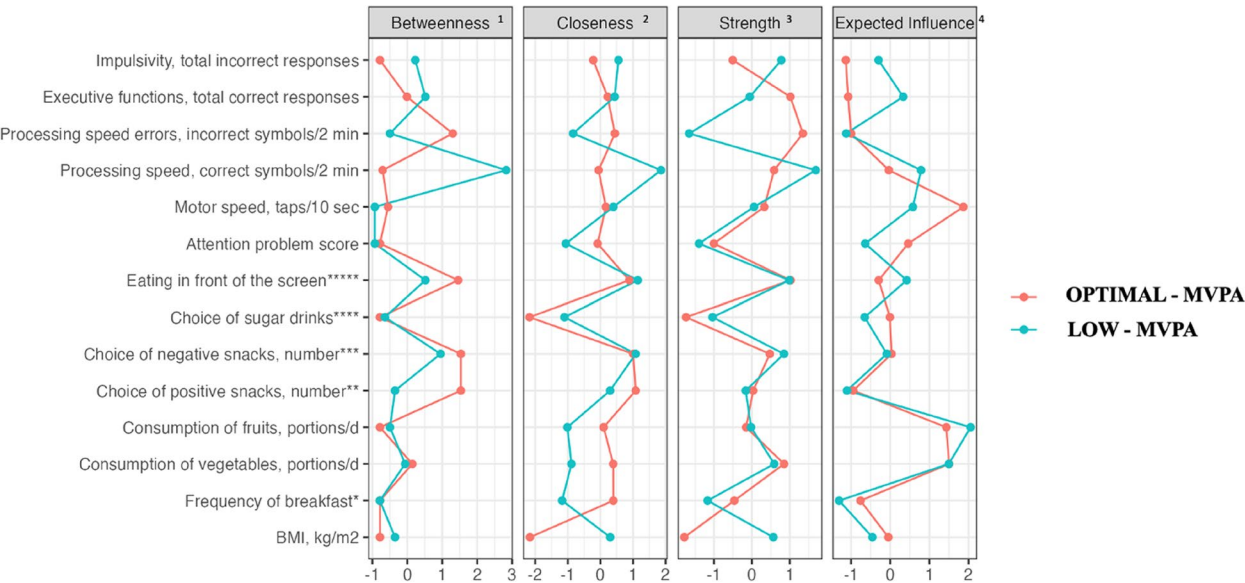 Betweenness 1 Closeness 2 Strength 3 Expected Influence 4
Impulsivity, total incorrect responses
Executive functions, total correct responses
Processing speed errors, incorrect symbols/2 min
Processing speed, correct symbols/2 min
Motor speed, taps/10 sec
Attention problem score
Eating in front of the screen*****
Choice of sugar drinks****
Choice of negative snacks, number***
Choice of positive snacks, number**
Consumption of fruits, portions/d
Consumption of vegetables, portions/d
Frequency of breakfast*
BMI, kg/m2
-1 0 1 2 3 -2 -1 0 1 2 -1 0 1 -1 0 1 2
OPTIMAL - MVPA
LOW - MVPA